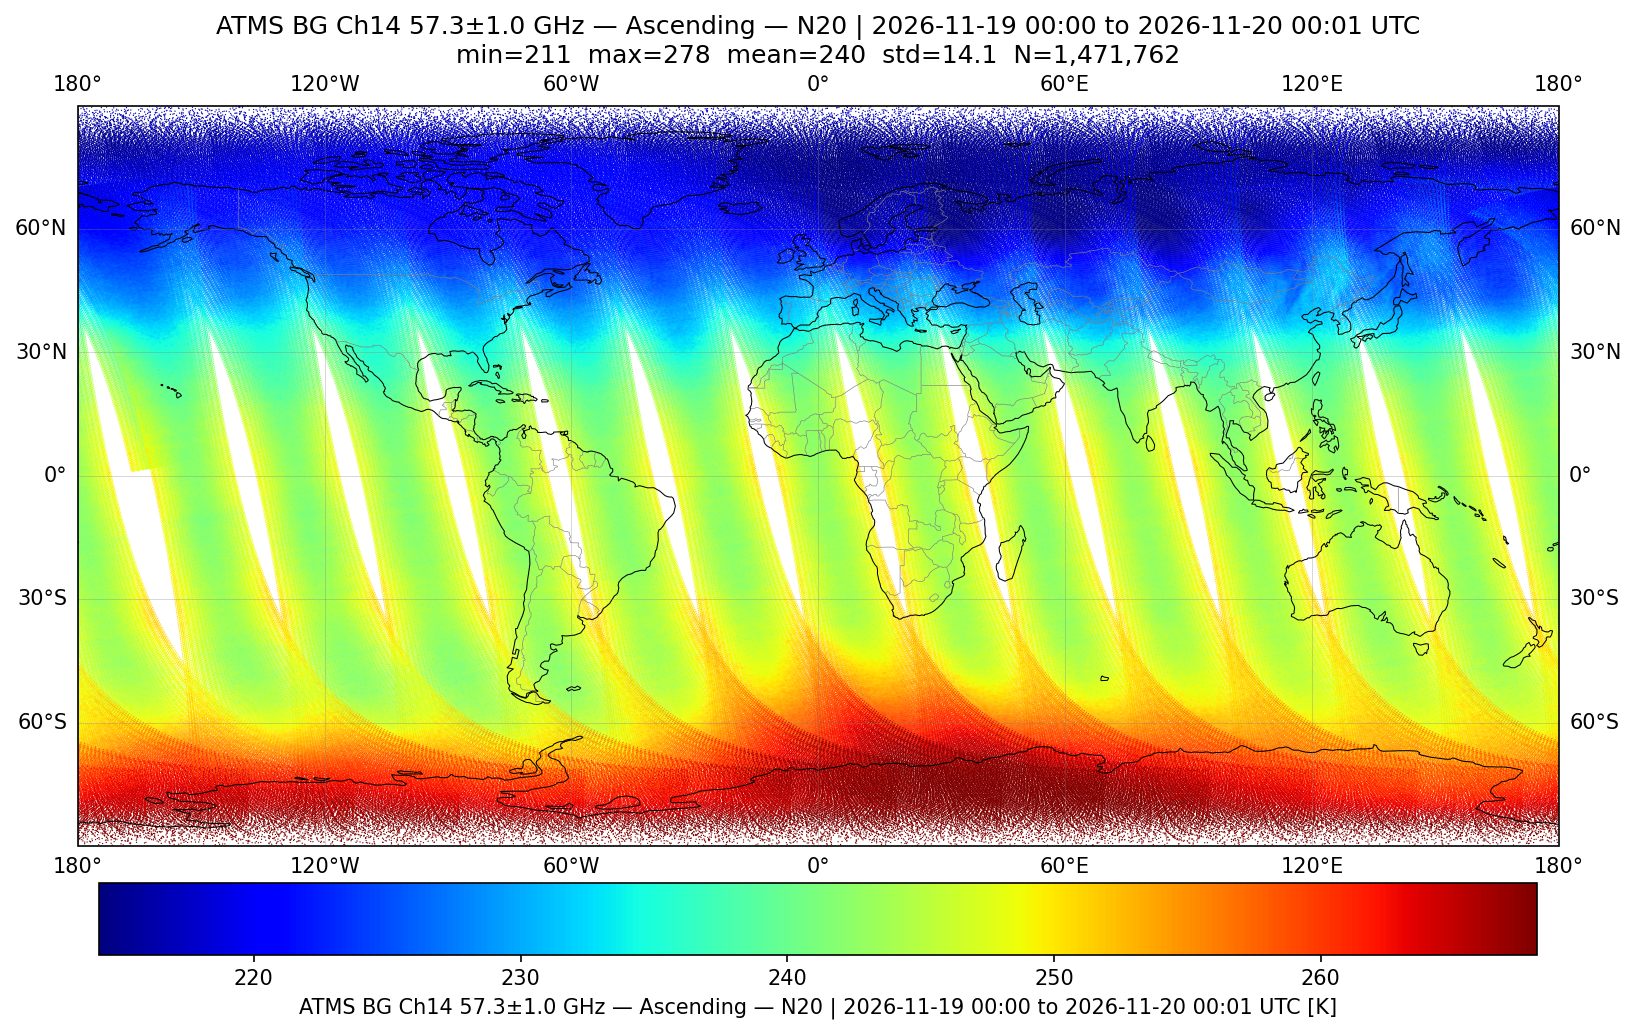 ATMS BG Ch14 57.3±1.0 GHz — Ascending — N20 | 2026-11-19 00:00 to 2026-11-20 00:01 UTC
min=211 max=278 mean=240 std=14.1 N=1,471,762
180° 120°W 60°W 0° 60°E 120°E 180°
60°N 60°N
30°N 30°N
0° 0°
30°S 30°S
60°S 60°S
180° 120°W 60°W 0° 60°E 120°E 180°
220 230 240 250 260
ATMS BG Ch14 57.3±1.0 GHz — Ascending — N20 | 2026-11-19 00:00 to 2026-11-20 00:01 UTC [K]